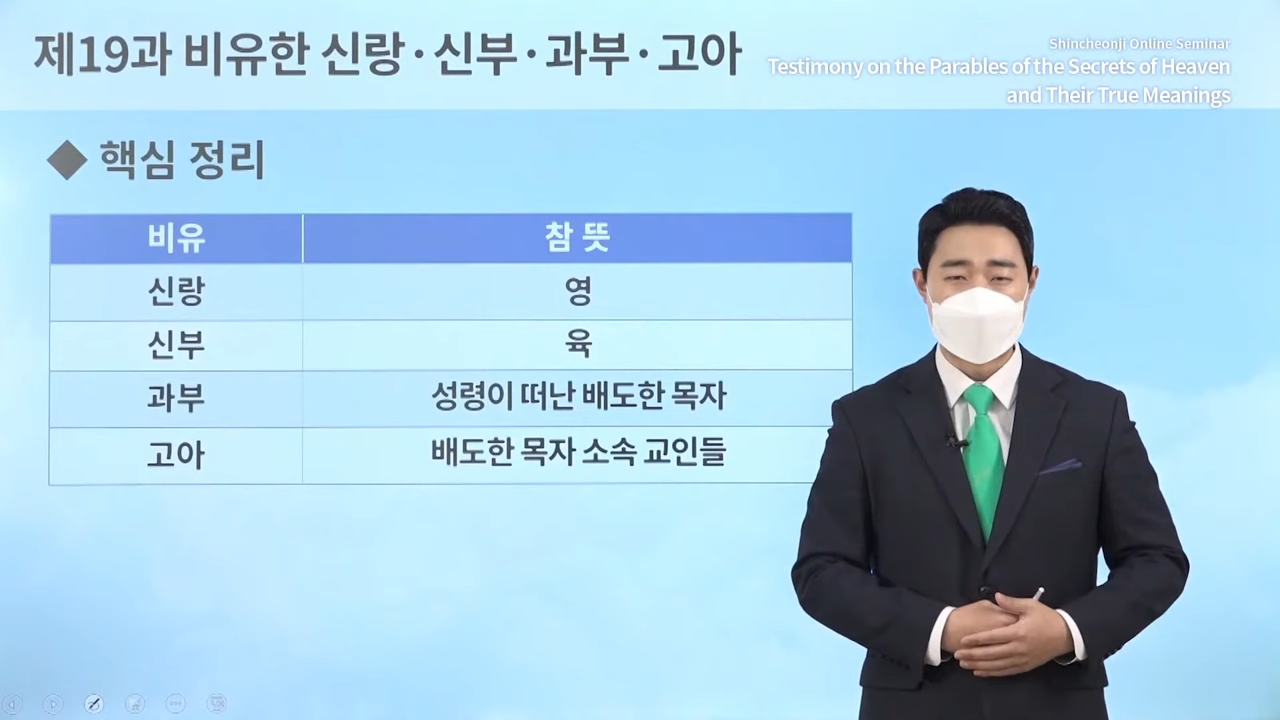 제19과 비유한 신랑·신부·과부·고아
Shincheonji Online Seminar
Testimony on the Parables of the Secrets of Heaven
and Their True Meanings
◆ 핵심 정리
비유 참 뜻
신랑 영
신부 육
과부 성령이 떠난 배도한 목자
고아 배도한 목자 소속 교인들